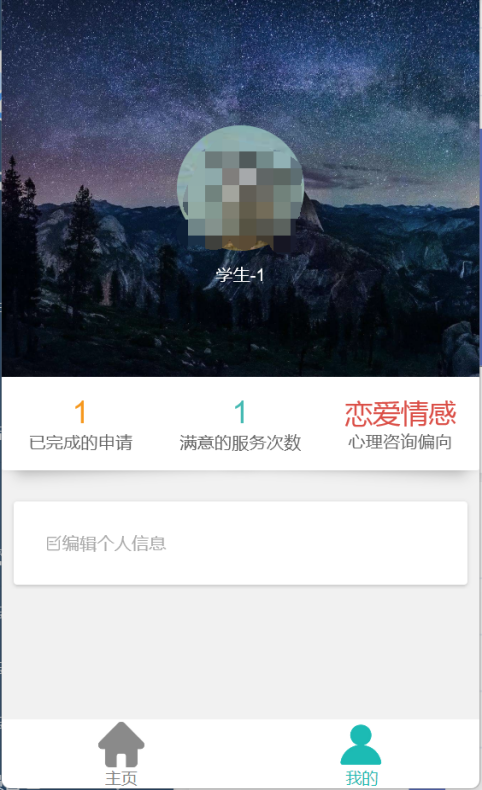 学生-1
1
1
恋爱情感
已完成的申请
满意的服务次数
心理咨询偏向
编辑个人信息
主页
我的